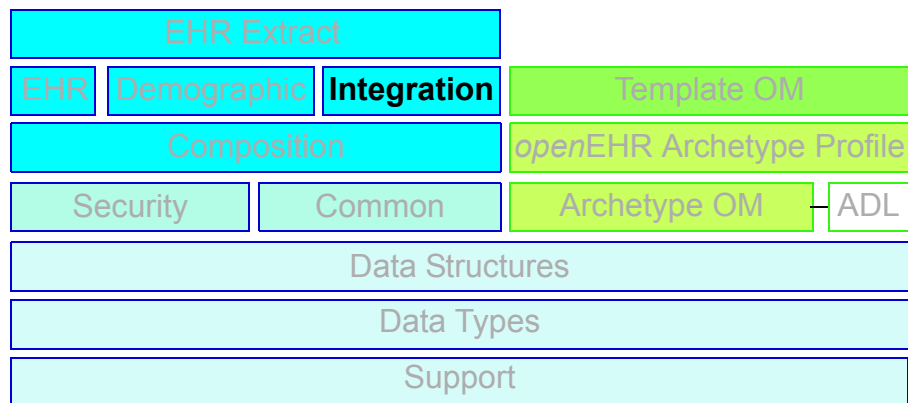 EHR Extract
EHR Demographic Integration Template OM
Composition openEHR Archetype Profile
Security Common Archetype OM ADL
Data Structures
Data Types
Support